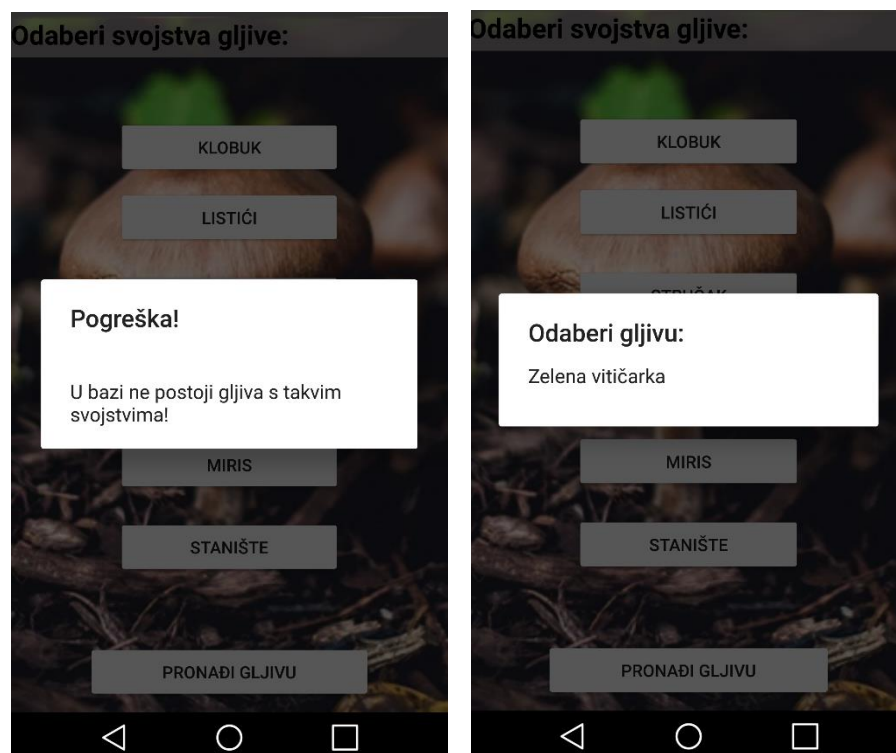 Odaberi svojstva gljive:
KLOBUK
LISTIĆI
Pogreška!
U bazi ne postoji gljiva s takvim
svojstvima!
MIRIS
STANIŠTE
PRONAĐI GLJIVU
Odaberi svojstva gljive:
KLOBUK
LISTIĆI
STRUČAK
Odaberi gljivu:
Zelena vitičarka
MIRIS
STANIŠTE
PRONAĐI GLJIVU